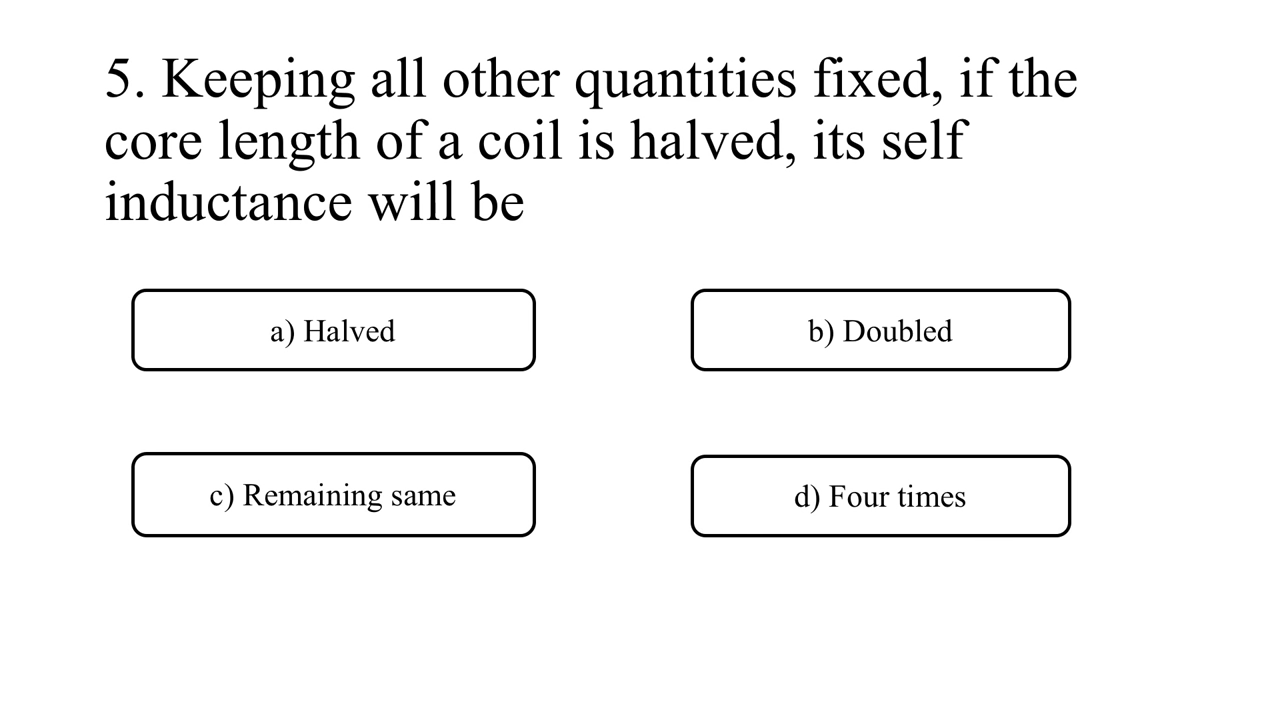 5. Keeping all other quantities fixed, if the
core length of a coil is halved, its self
inductance will be
a) Halved
b) Doubled
c) Remaining same
d) Four times